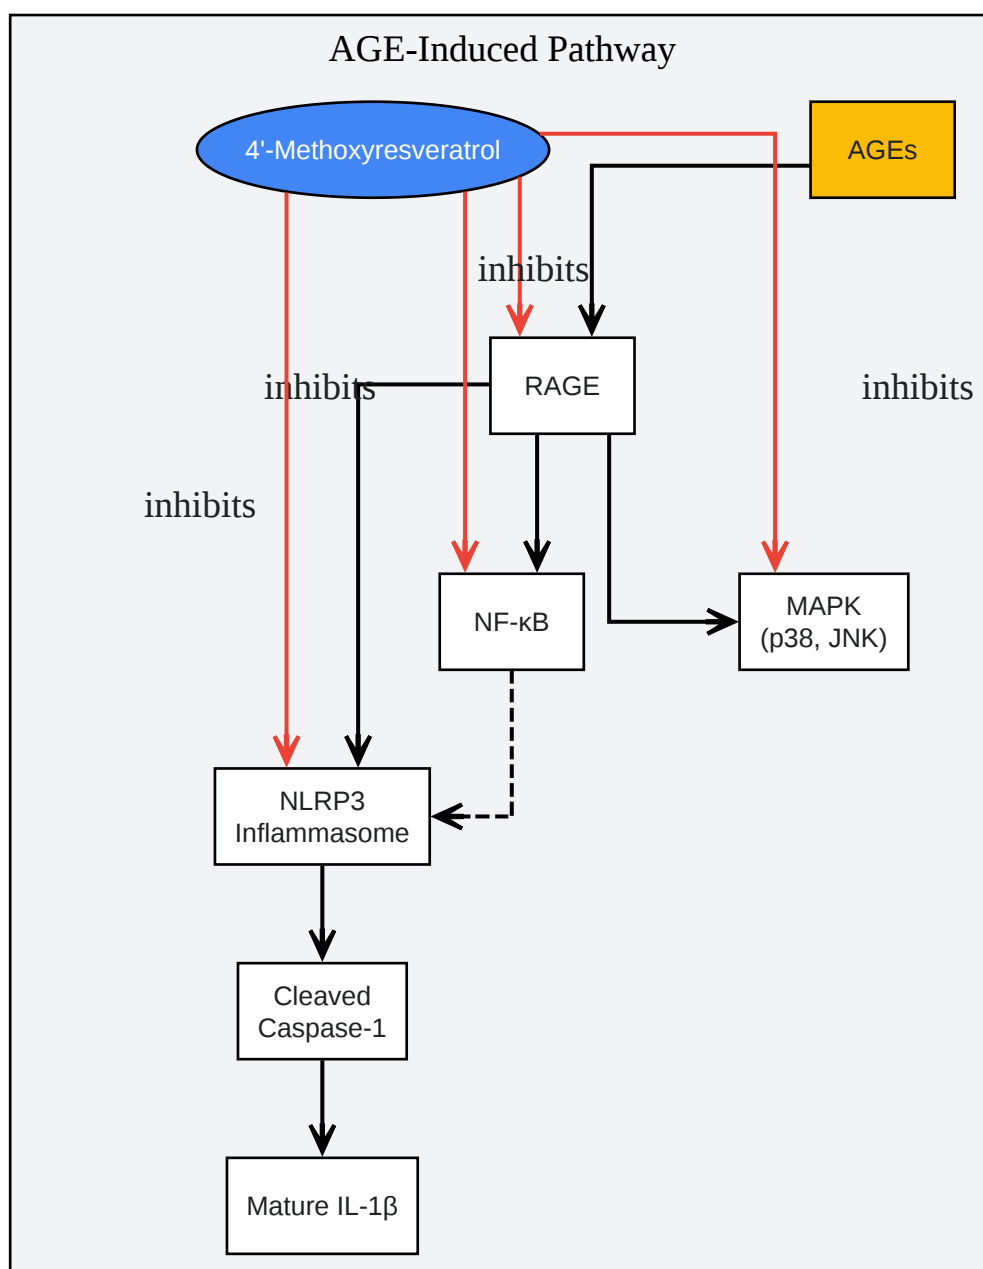 AGE-Induced Pathway
4'-Methoxyresveratrol
AGEs
inhibits
RAGE
inhibits
inhibits
inhibits
NF-κB
MAPK
(p38, JNK)
NLRP3
Inflammasome
Cleaved
Caspase-1
Mature IL-1β